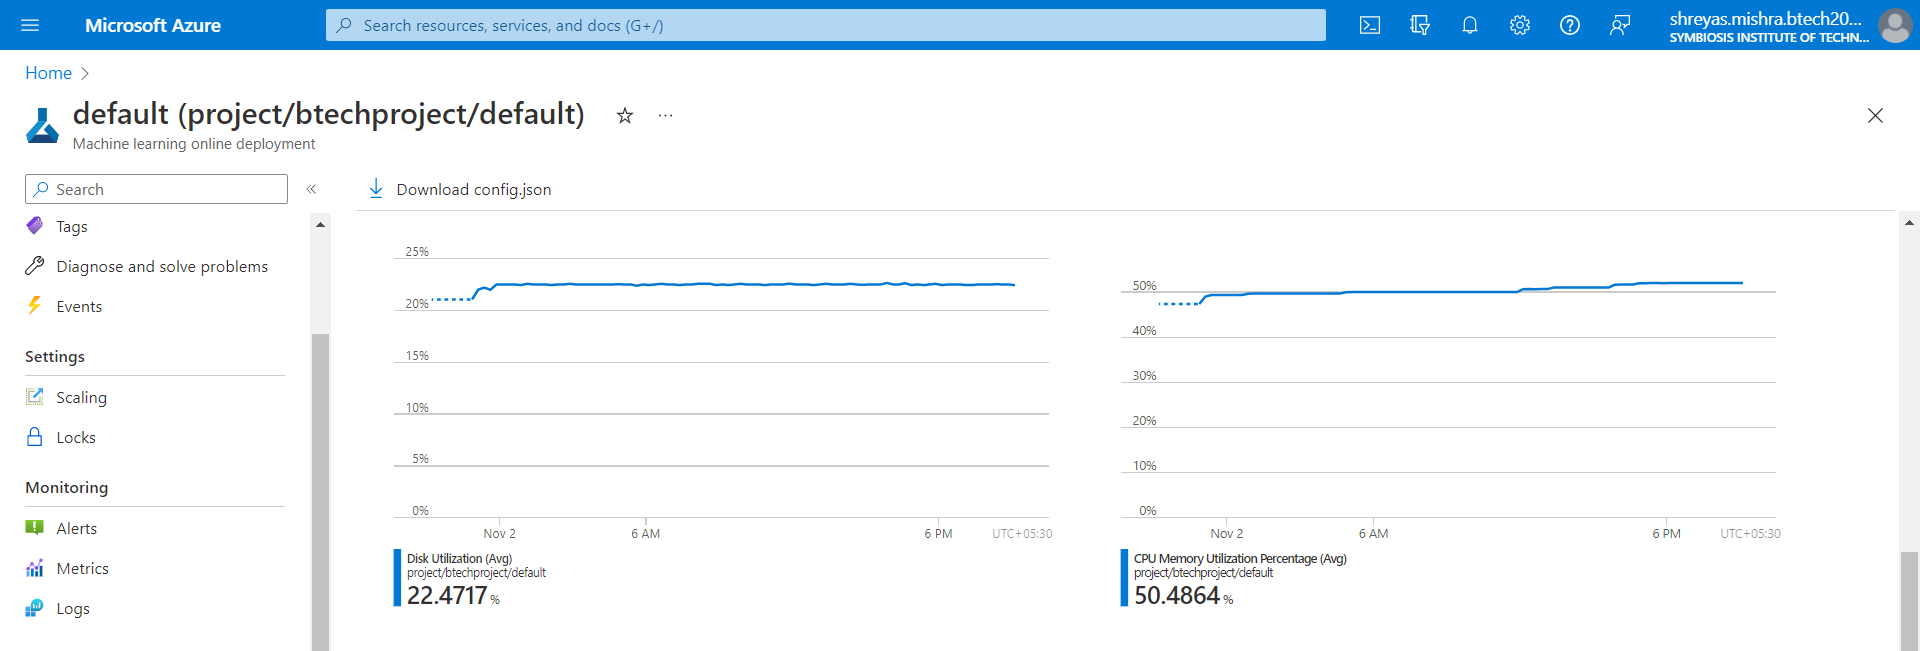 Microsoft Azure
Search resources, services, and docs (G+/)
shreyas.mishra.btech20...
SYMBIOSIS INSTITUTE OF TECHN...
Home
default (project/btechproject/default)
Machine learning online deployment
Search
Download config.json
Tags
Diagnose and solve problems
Events
Settings
Scaling
Locks
Monitoring
Alerts
Metrics
Logs
25%
20%
15%
10%
5%
0%
Nov 2 6 AM 6 PM UTC+05:30
Disk Utilization (Avg)
project/btechproject/default
22.4717 %
50%
40%
30%
20%
10%
0%
Nov 2 6 AM 6 PM UTC+05:30
CPU Memory Utilization Percentage (Avg)
project/btechproject/default
50.4864 %